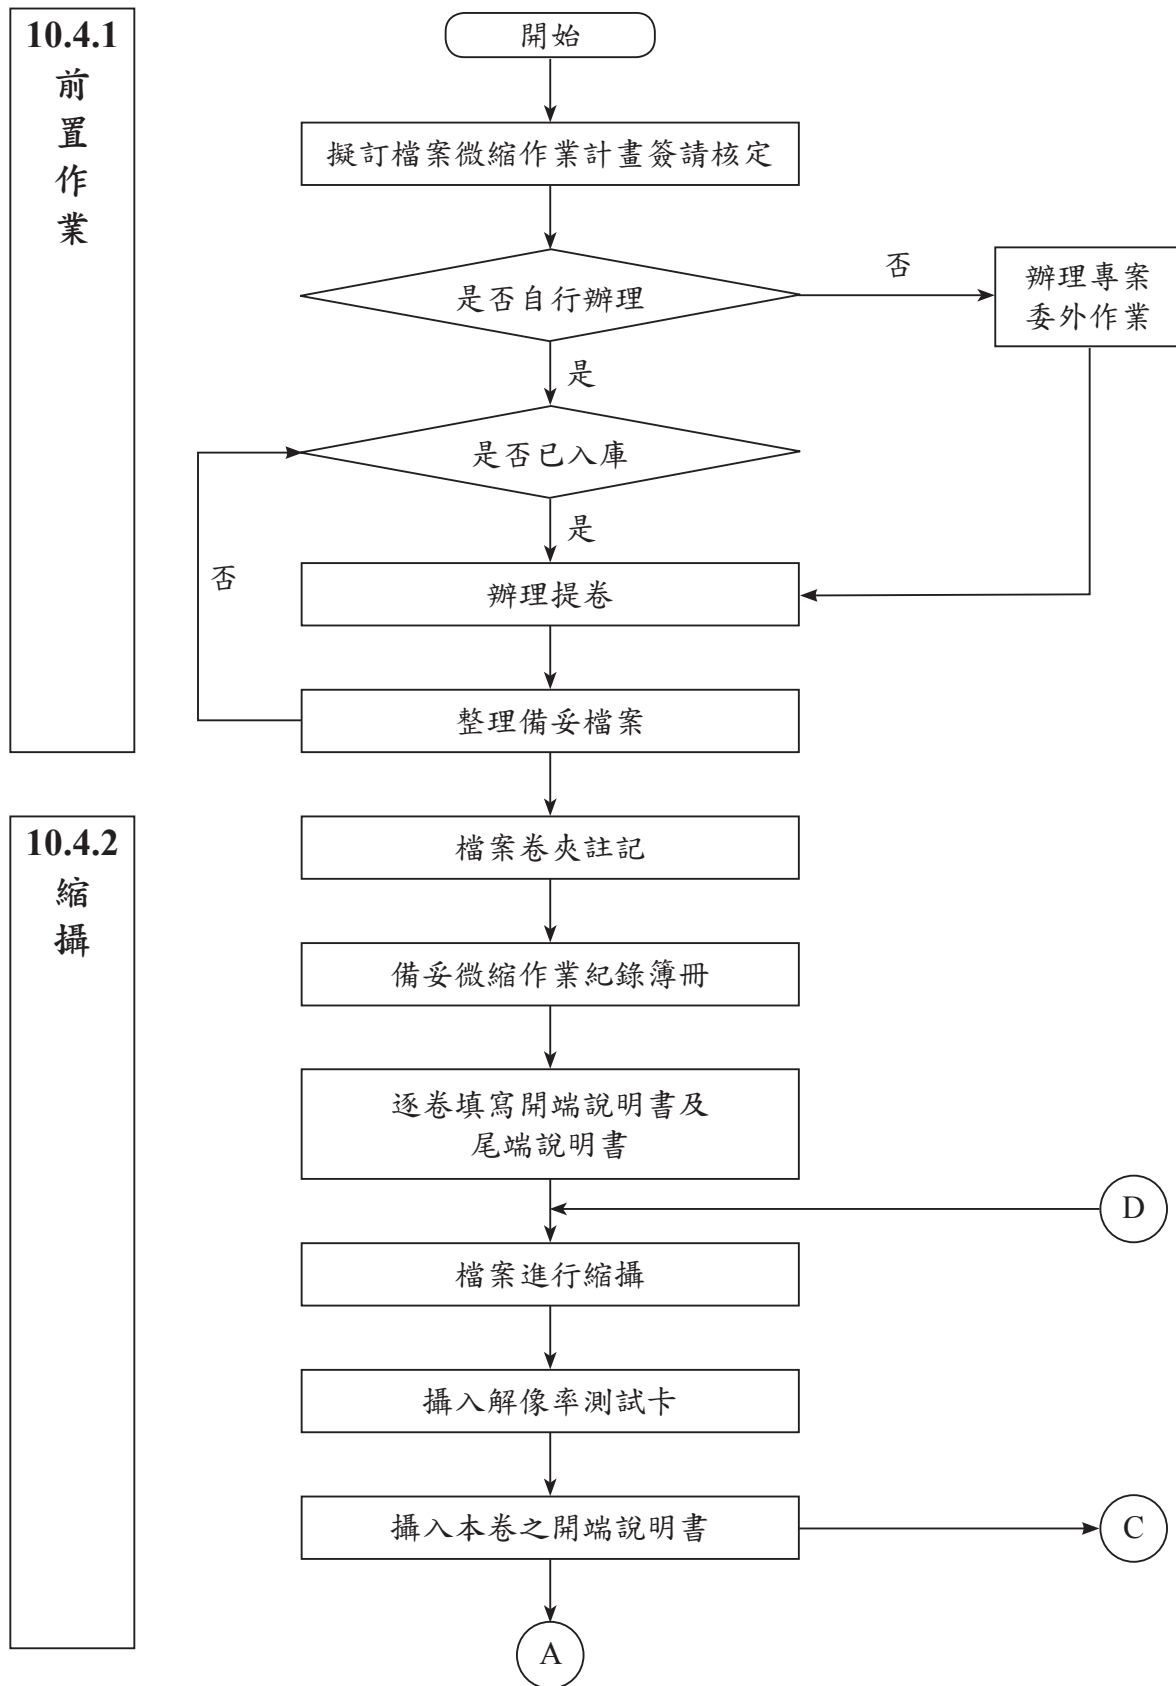 10.4.1
前
置
作
業
開始
擬訂檔案微縮作業計畫簽請核定
是否自行辦理
否
辦理專案
委外作業
是
是否已入庫
是
否
辦理提卷
整理備妥檔案
10.4.2
縮
攝
檔案卷夾註記
備妥微縮作業紀錄簿冊
逐卷填寫開端說明書及
尾端說明書
D
檔案進行縮攝
攝入解像率測試卡
攝入本卷之開端說明書
C
A